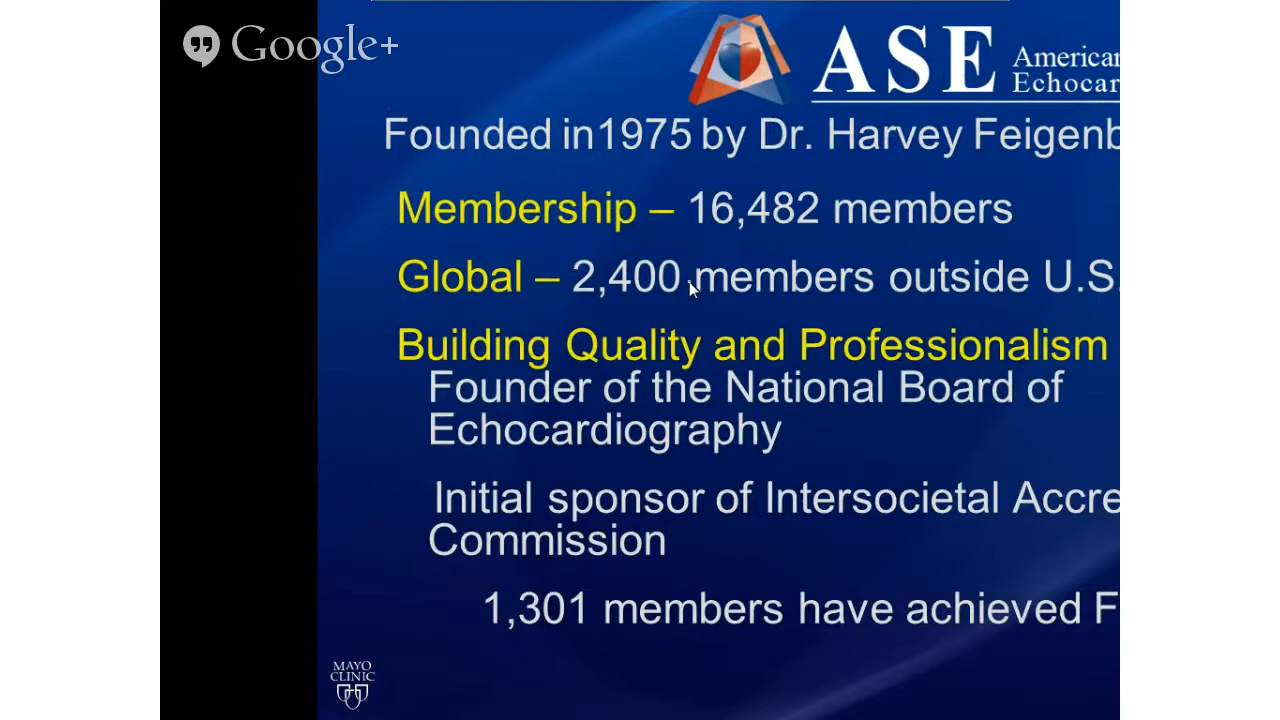 Google+
ASE
American
Echocar
Founded in1975 by Dr. Harvey Feigenb
Membership – 16,482 members
Global – 2,400 members outside U.S.
Building Quality and Professionalism
Founder of the National Board of
Echocardiography
Initial sponsor of Intersocietal Accre
Commission
1,301 members have achieved F
MAYO
CLINIC